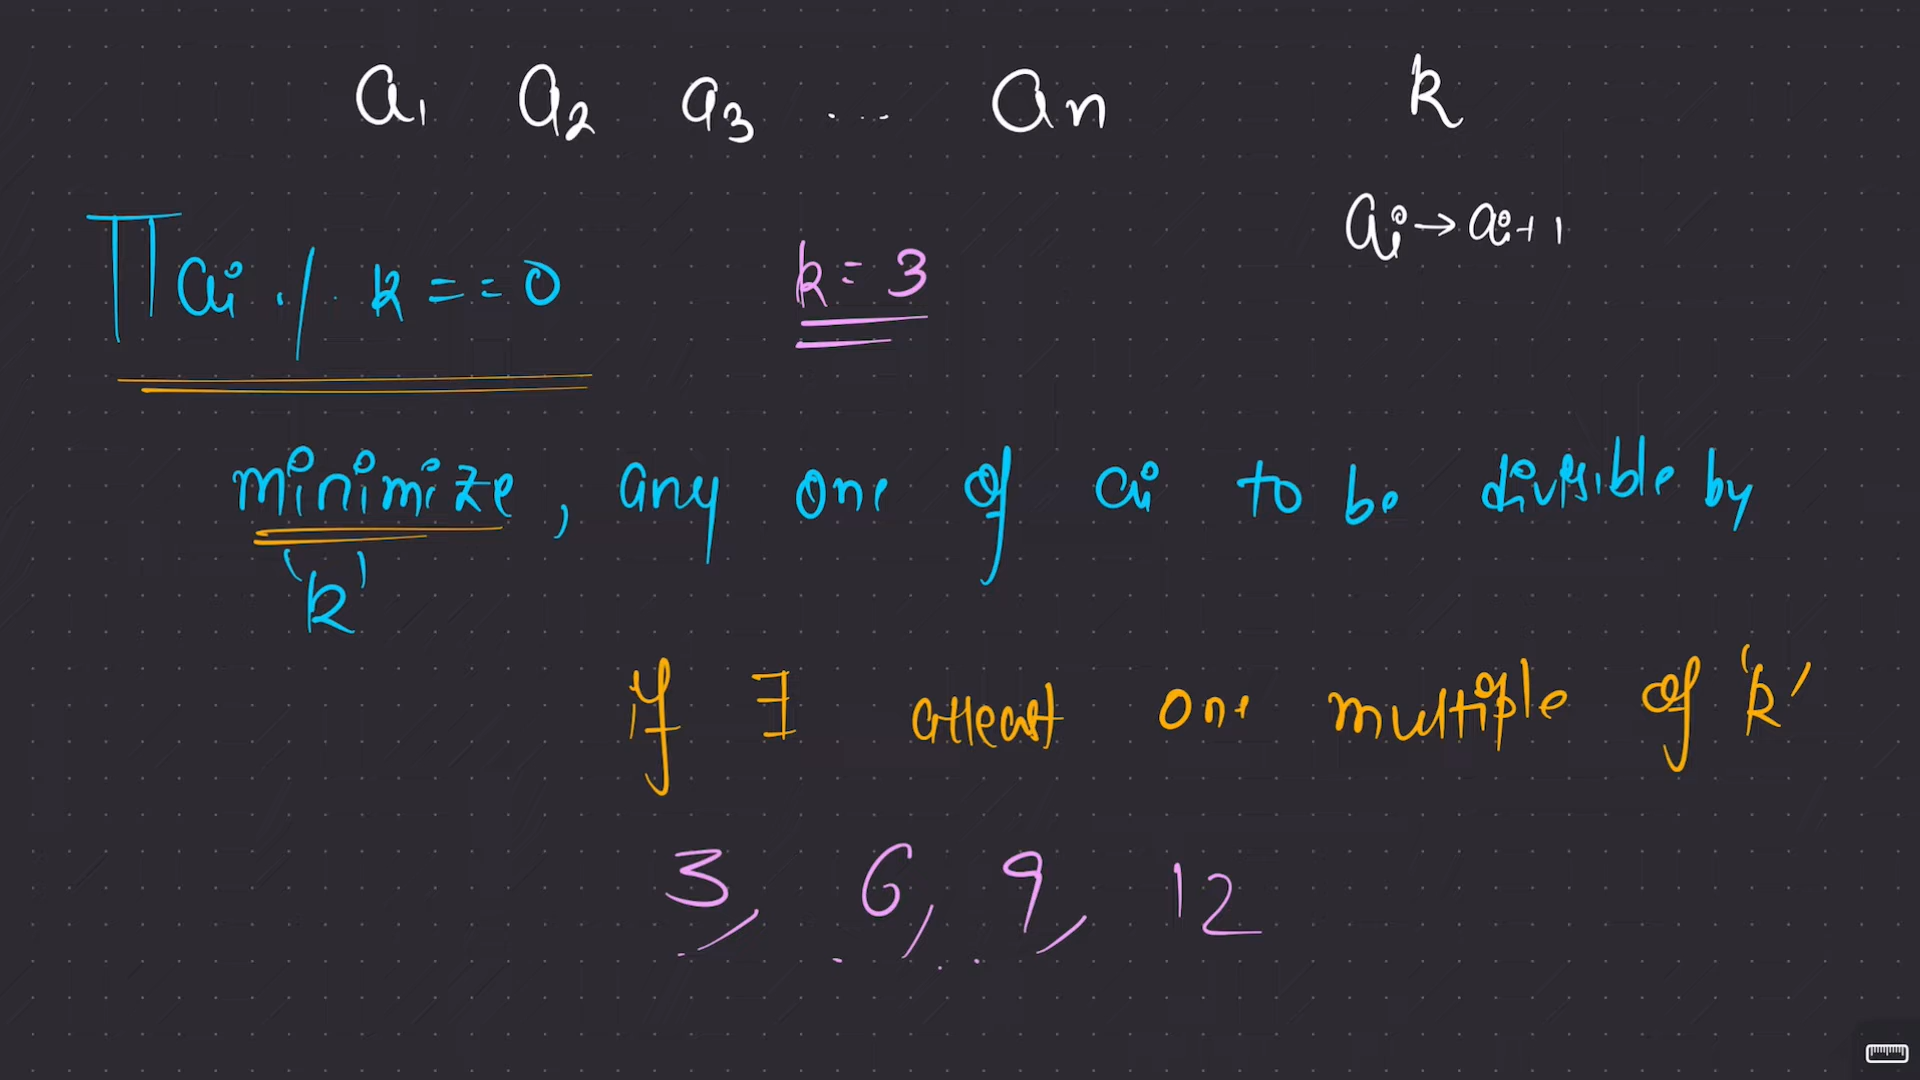 a₁ a₂ a₃ ... an k
ai → ai+1
∏ ai % k == 0
k = 3
minimize, any one of ai to be divisible by
'k'
if ∃ atleast one multiple of 'k'
3, 6, 9, 12